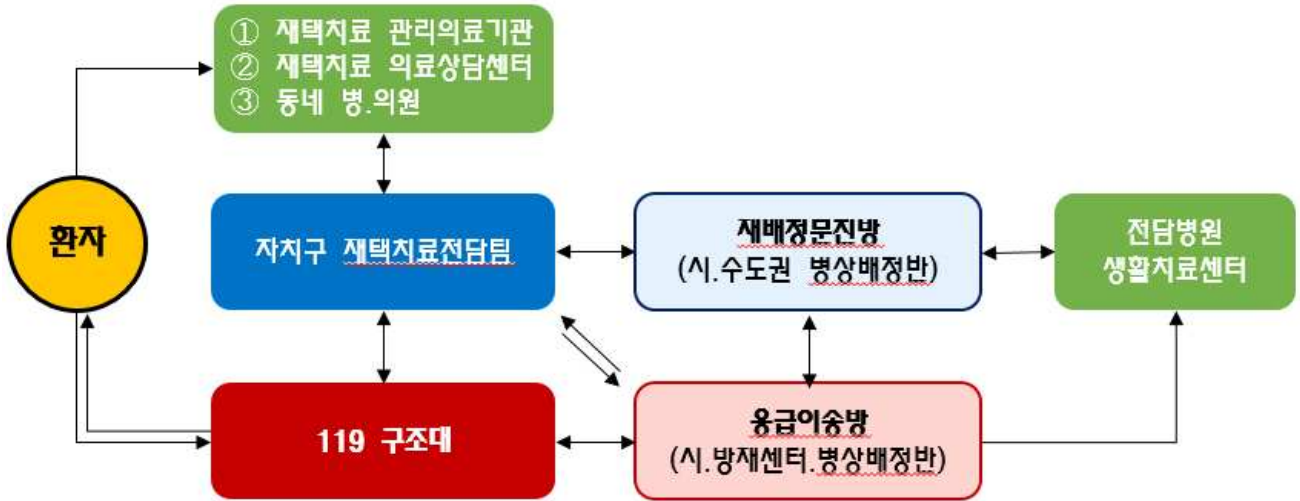 ① 재택치료 관리의료기관
② 재택치료 의료상담센터
③ 동네 병.의원
환자
자치구 재택치료전담팀
재배정문진방
(시.수도권 병상배정반)
전담병원
생활치료센터
119 구조대
응급이송방
(시.방재센터.병상배정반)